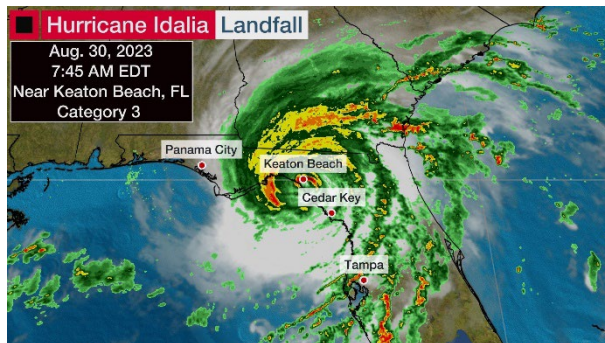 Hurricane Idalia Landfall
Aug. 30, 2023
7:45 AM EDT
Near Keaton Beach, FL
Category 3
Panama City
Keaton Beach
Cedar Key
Tampa